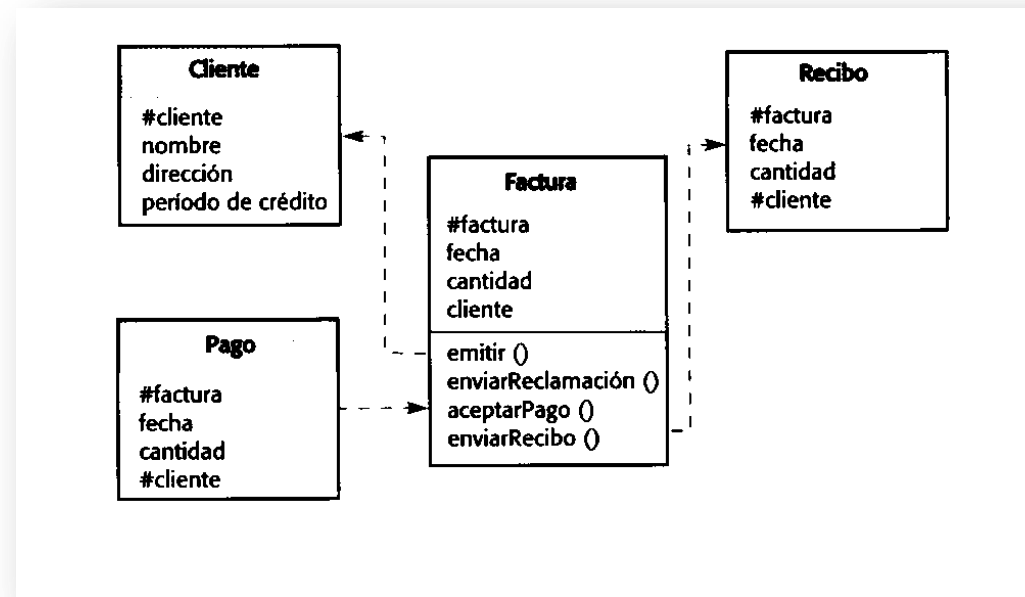 Cliente
#cliente
nombre
dirección
período de crédito
Recibo
#factura
fecha
cantidad
#cliente
Factura
#factura
fecha
cantidad
cliente
emitir ()
enviarReclamación ()
aceptarPago ()
enviarRecibo ()
Pago
#factura
fecha
cantidad
#cliente